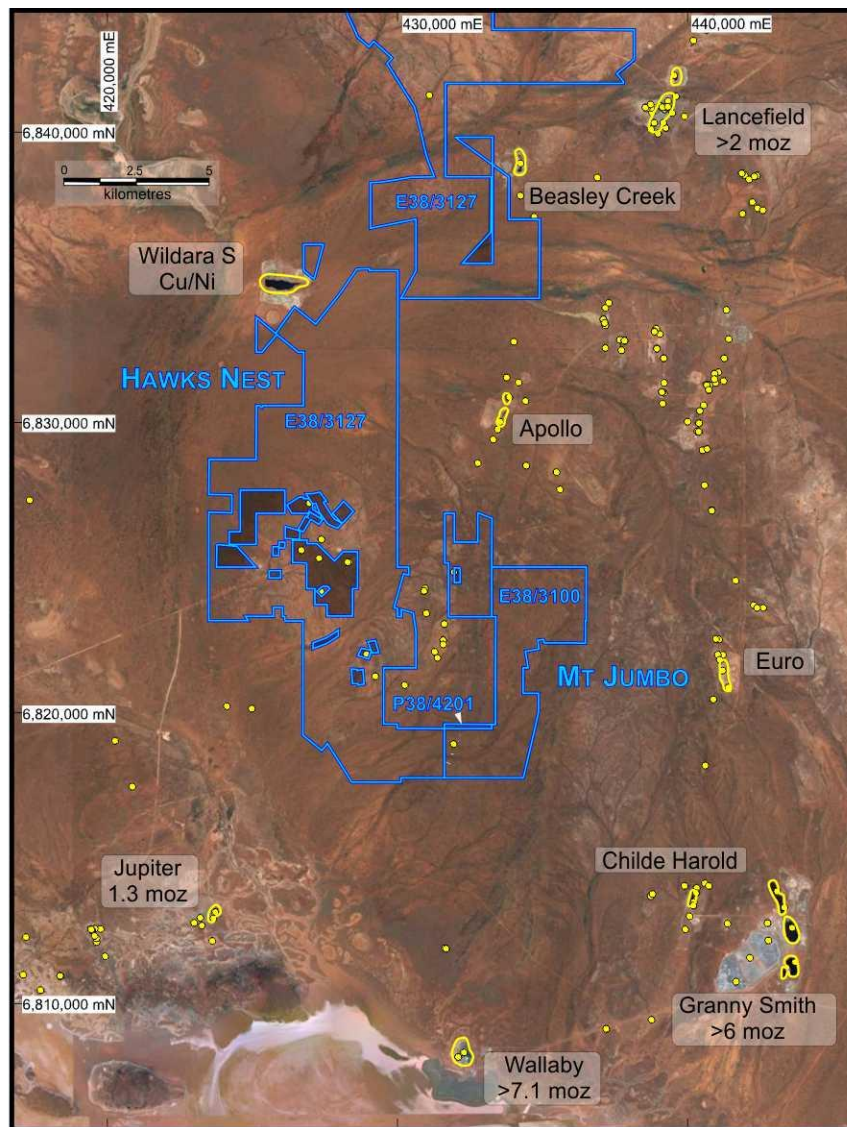 430,000 mE
440,000 mE
420,000 mE
6,840,000 mN
Lancefield
>2 moz
0 2.5 5
kilometres
Beasley Creek
E38/3127
Wildara S
Cu/Ni
HAWKS NEST
E38/3127
6,830,000 mN
Apollo
E38/3100
Euro
MT JUMBO
P38/4201
6,820,000 mN
Childe Harold
Jupiter
1.3 moz
6,810,000 mN
Granny Smith
>6 moz
Wallaby
>7.1 moz